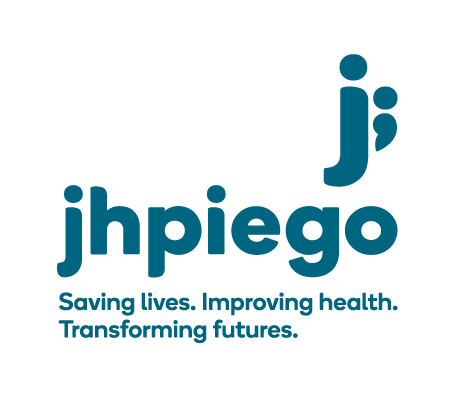 j;
jhpiego
Saving lives. Improving health.
Transforming futures.